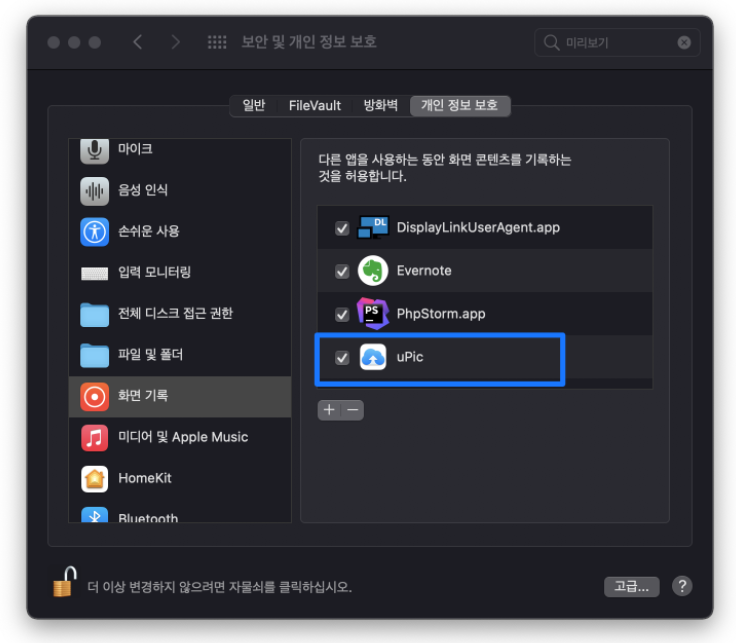 보안 및 개인 정보 보호
미리보기
일반 FileVault 방화벽 개인 정보 보호
마이크
음성 인식
손쉬운 사용
입력 모니터링
전체 디스크 접근 권한
파일 및 폴더
화면 기록
미디어 및 Apple Music
HomeKit
Bluetooth
다른 앱을 사용하는 동안 화면 콘텐츠를 기록하는
것을 허용합니다.
DL DisplayLinkUserAgent.app
Evernote
PS PhpStorm.app
uPic
더 이상 변경하지 않으려면 자물쇠를 클릭하십시오.
고급... ?